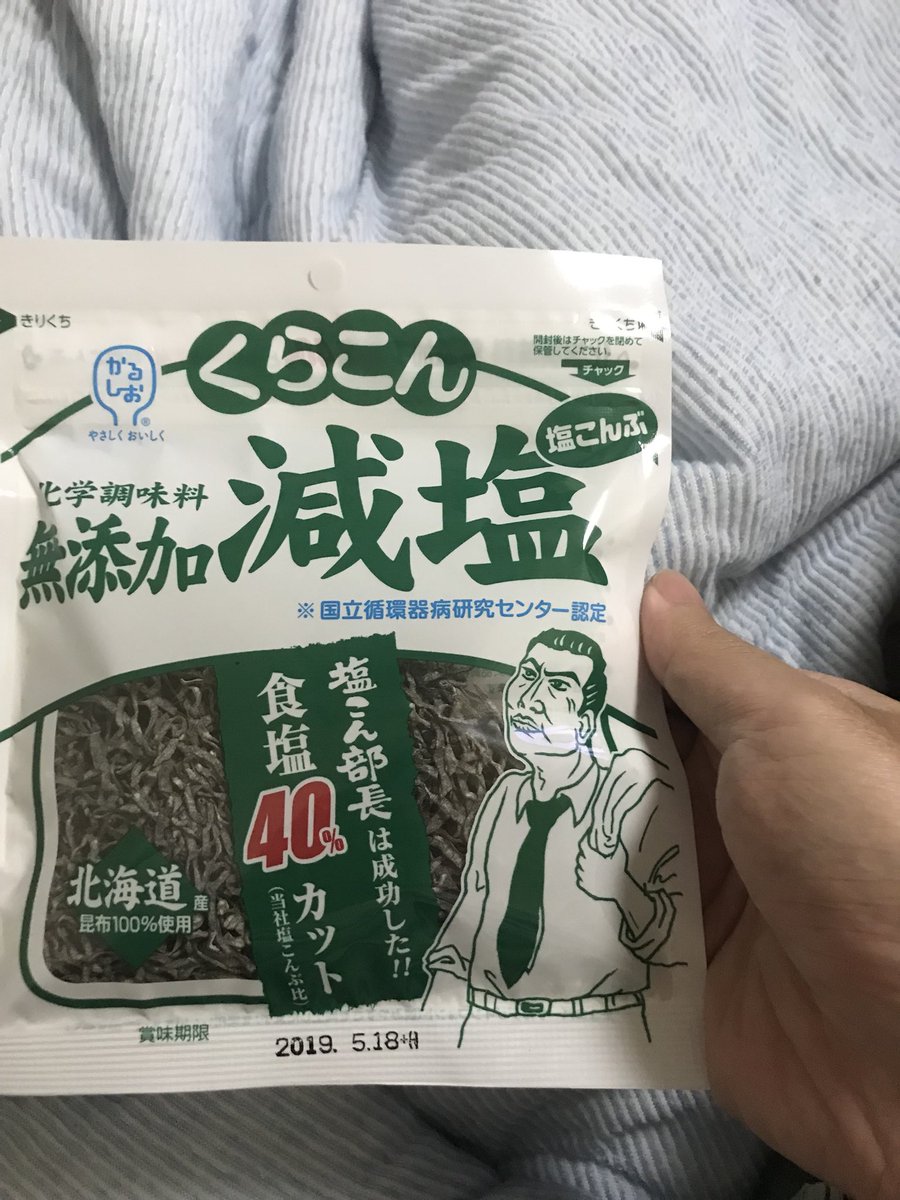 きりくち
開封後はチャックを閉めて
保管してください。
チャック
くらこん
かるしお
®
やさしく おいしく
塩こんぶ
化学調味料
無添加
減塩
※国立循環器病研究センター認定
塩こん部長は成功した!!
食塩40%カット
(当社塩こんぶ比)
北海道産
昆布100%使用
賞味期限
2019. 5.18+H